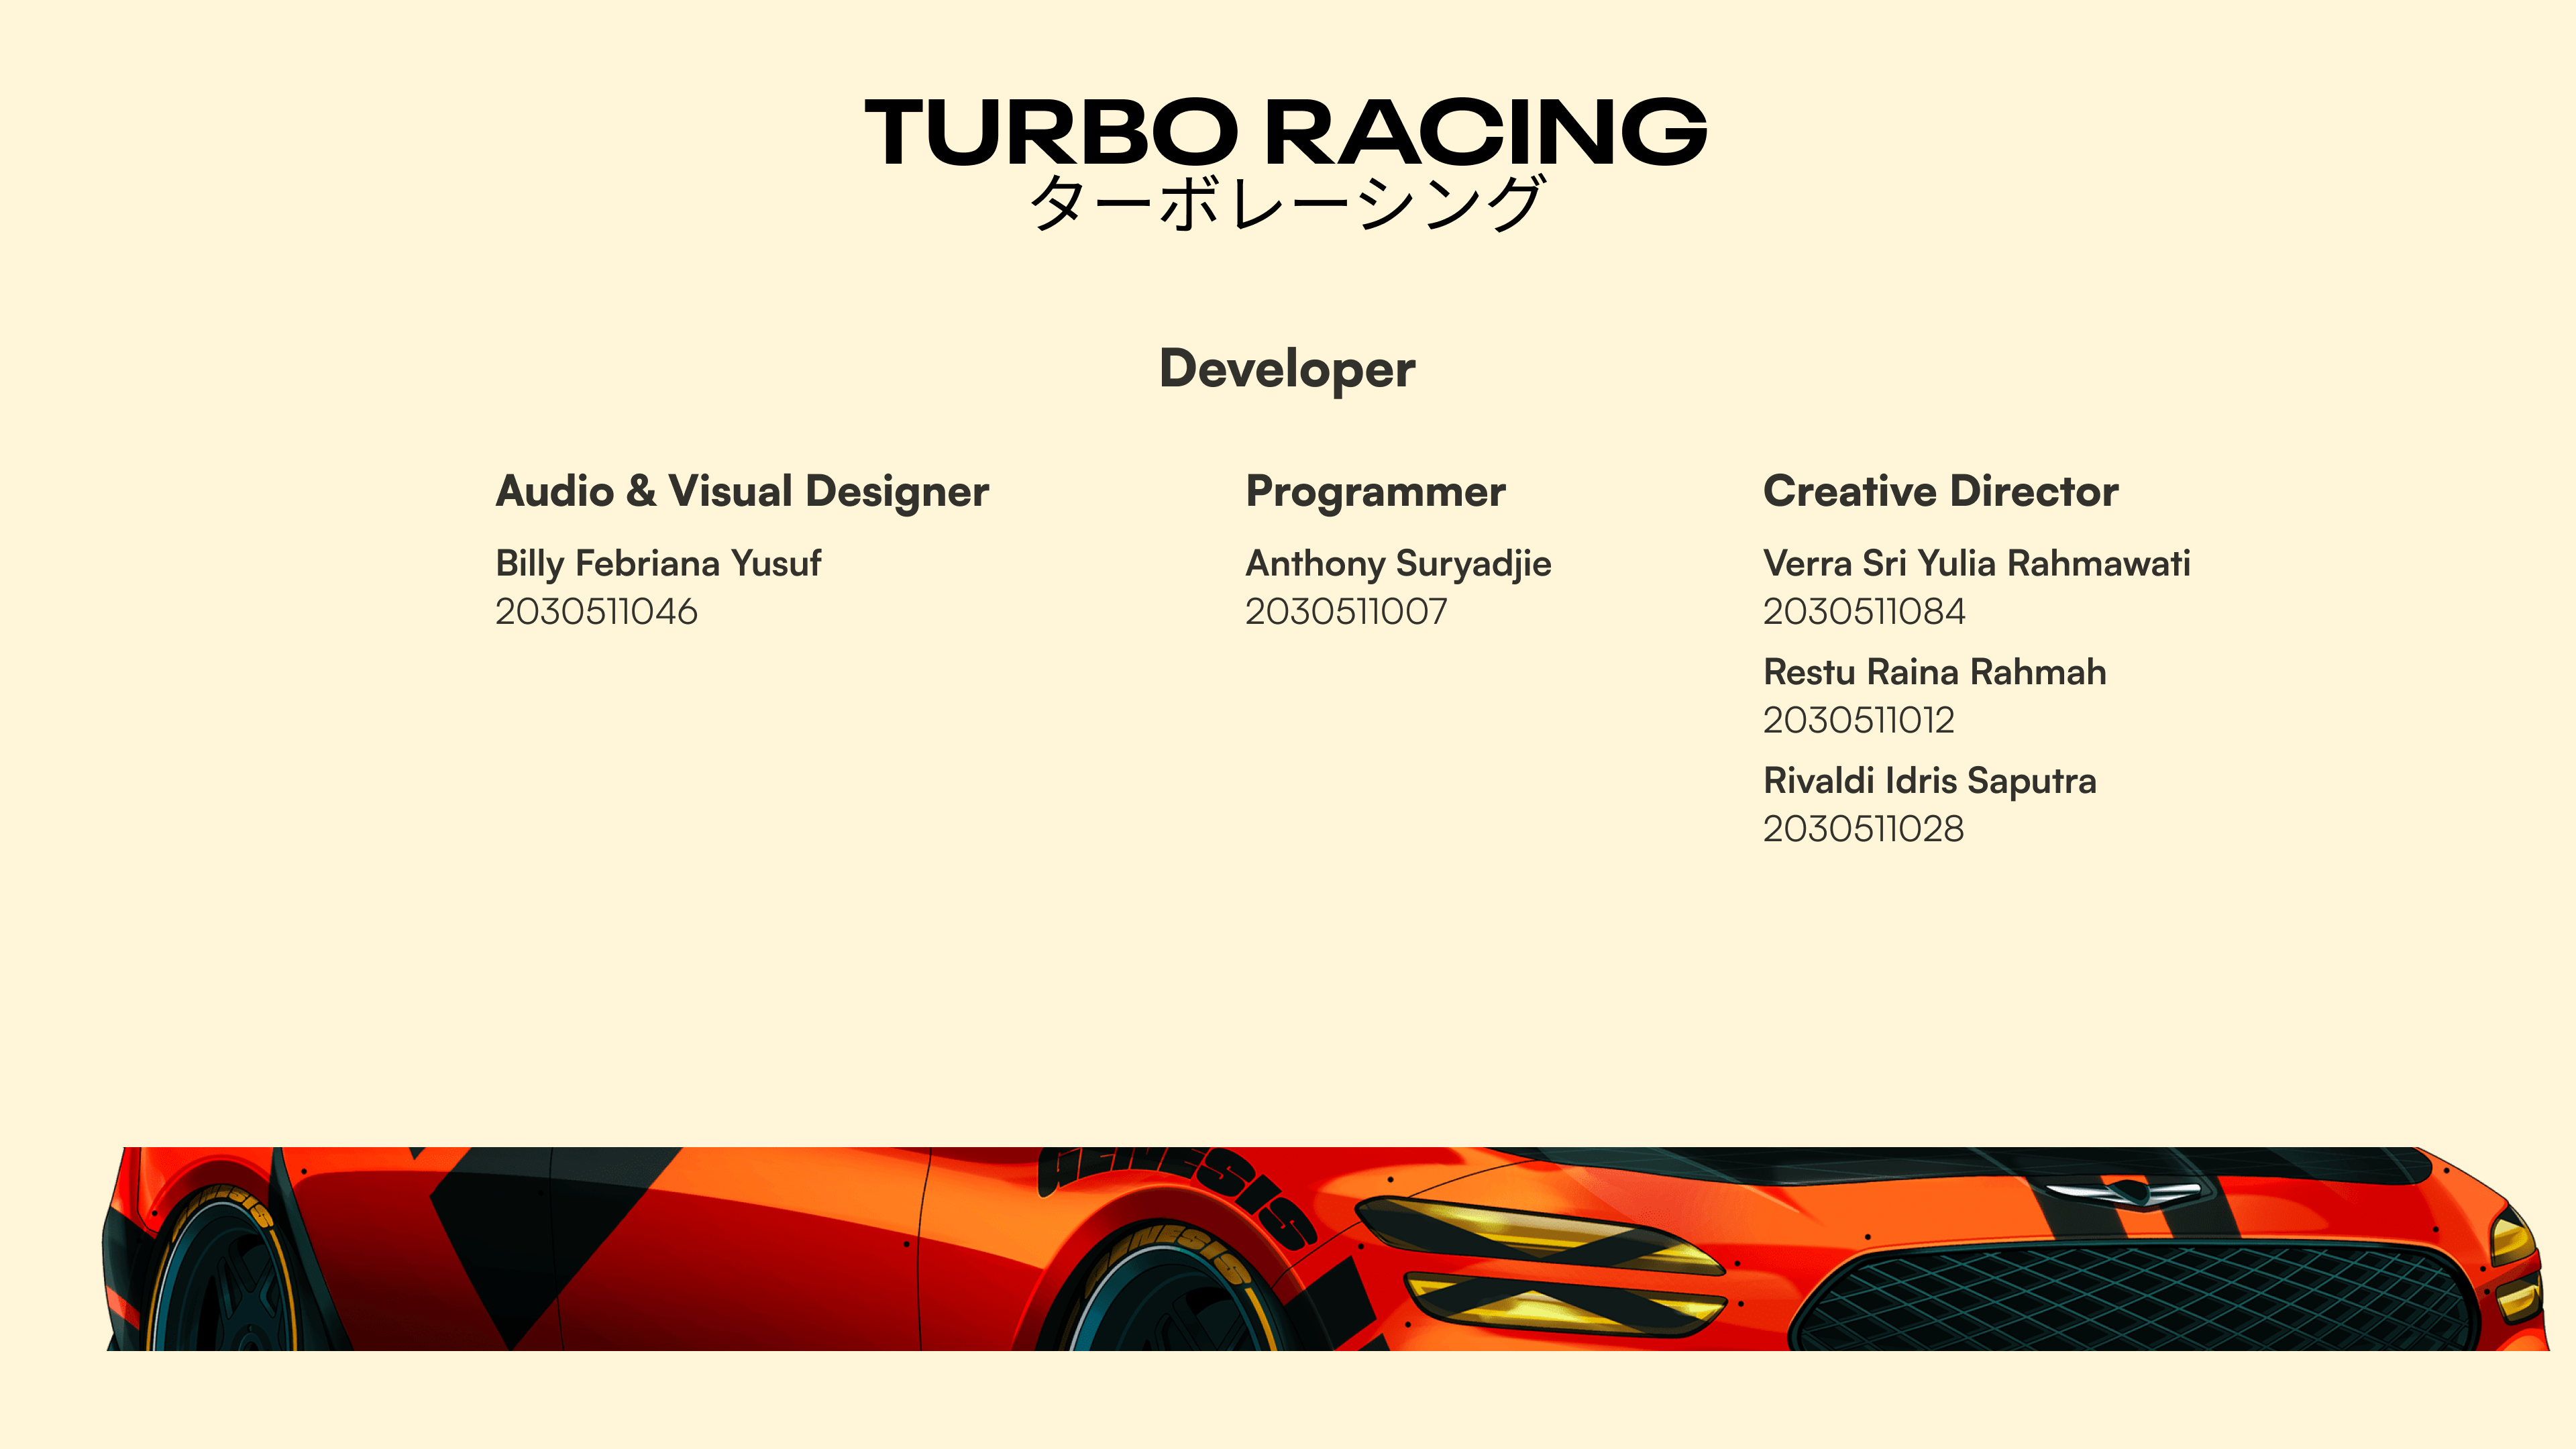 TURBO RACING
ターボレーシング
Developer
Audio & Visual Designer
Billy Febriana Yusuf
2030511046
Programmer
Anthony Suryadjie
2030511007
Creative Director
Verra Sri Yulia Rahmawati
2030511084
Restu Raina Rahmah
2030511012
Rivaldi Idris Saputra
2030511028
GENESIS
GENESIS
GENESIS